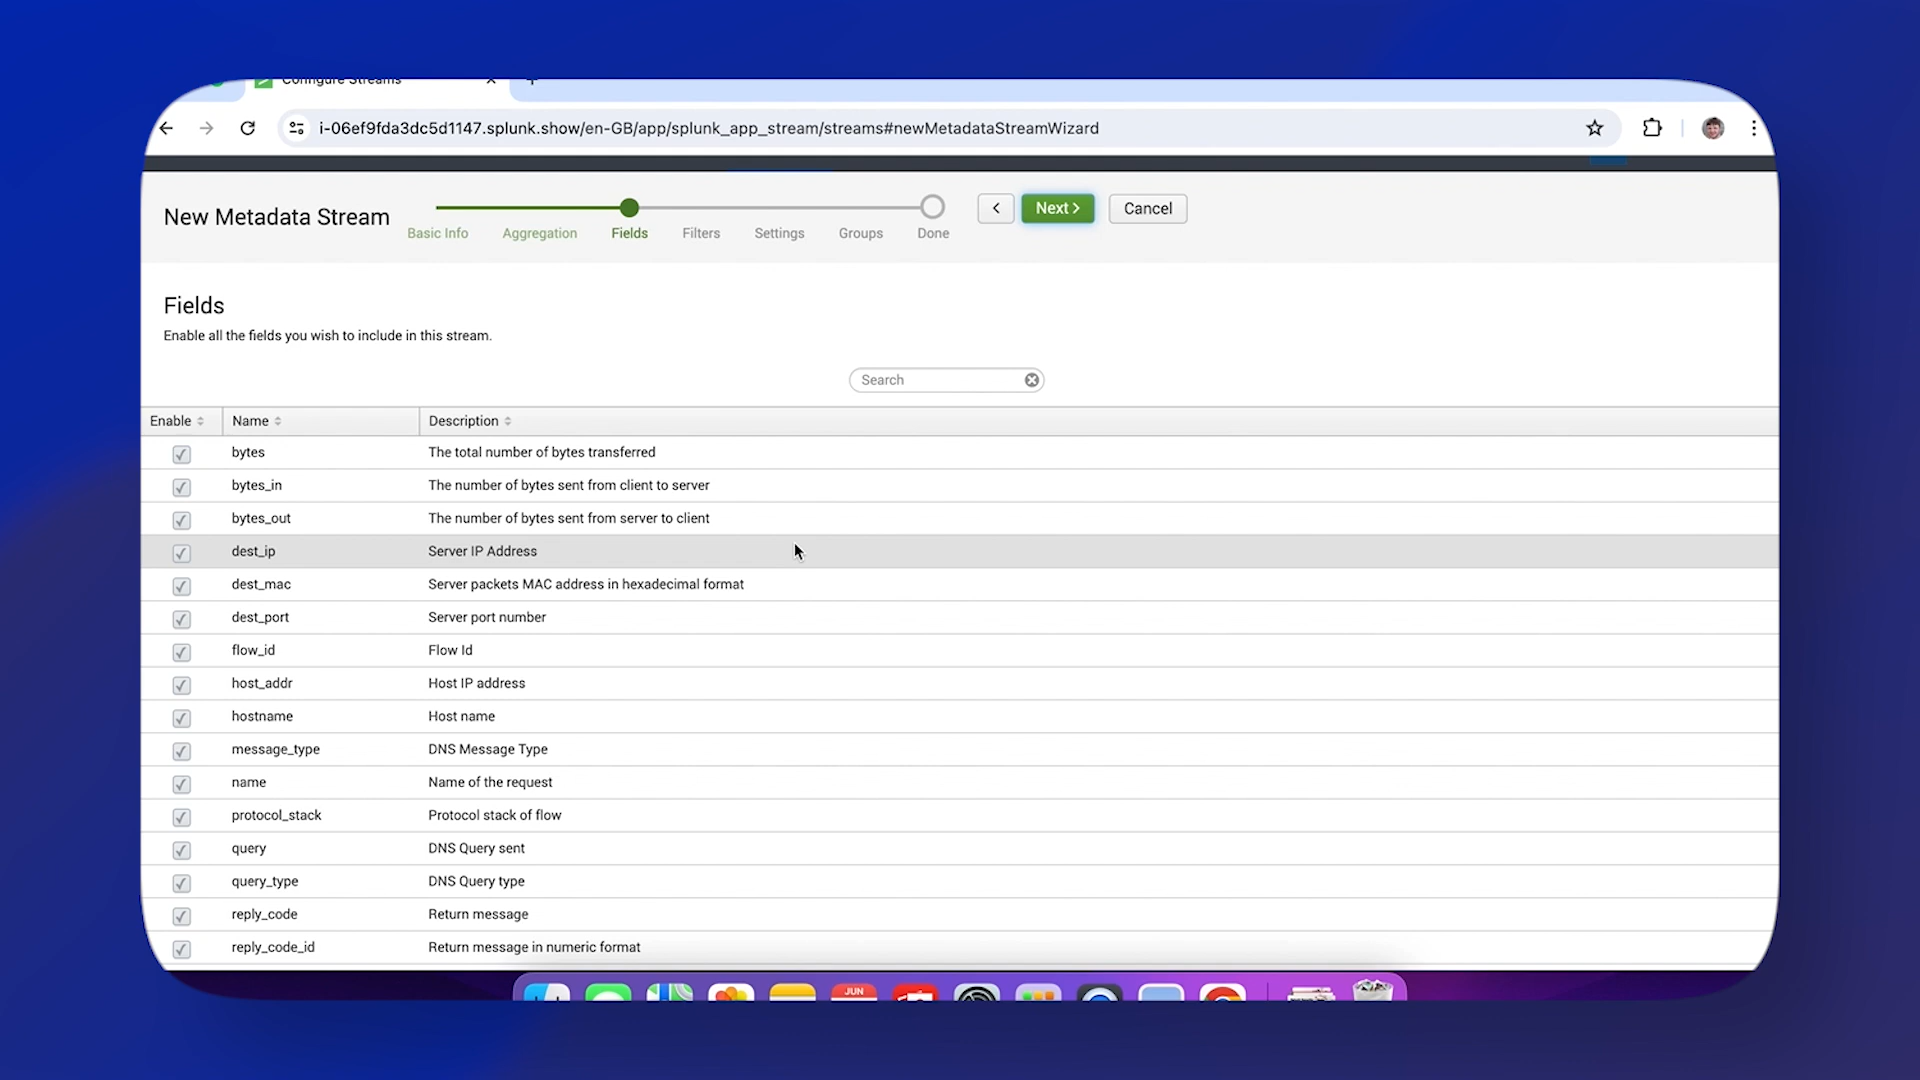 Configure Streams
i-06ef9fda3dc5d1147.splunk.show/en-GB/app/splunk_app_stream/streams#newMetadataStreamWizard
New Metadata Stream
Basic Info
Aggregation
Fields
Filters
Settings
Groups
Done
Next
Cancel
Fields
Enable all the fields you wish to include in this stream.
Search
Enable Name Description
bytes The total number of bytes transferred
bytes_in The number of bytes sent from client to server
bytes_out The number of bytes sent from server to client
dest_ip Server IP Address
dest_mac Server packets MAC address in hexadecimal format
dest_port Server port number
flow_id Flow Id
host_addr Host IP address
hostname Host name
message_type DNS Message Type
name Name of the request
protocol_stack Protocol stack of flow
query DNS Query sent
query_type DNS Query type
reply_code Return message
reply_code_id Return message in numeric format
JUN